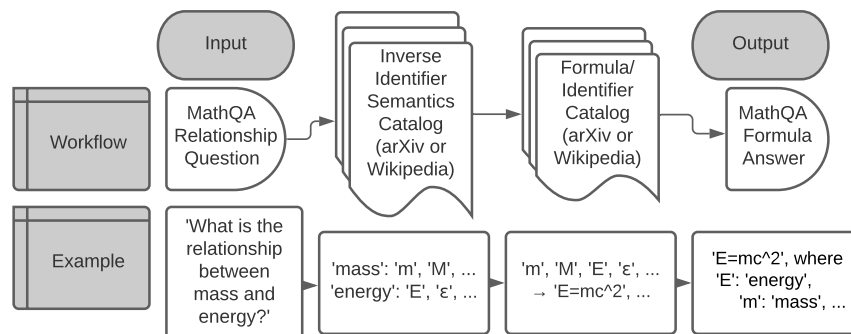 Input
Output
Workflow
MathQA
Relationship
Question
Inverse
Identifier
Semantics
Catalog
(arXiv or
Wikipedia)
Formula/
Identifier
Catalog
(arXiv or
Wikipedia)
MathQA
Formula
Answer
Example
'What is the
relationship
between
mass and
energy?'
'mass': 'm', 'M', ...
'energy': 'E', 'ε', ...
'm', 'M', 'E', 'ε', ...
→ 'E=mc^2', ...
'E=mc^2', where
'E': 'energy',
'm': 'mass', ...